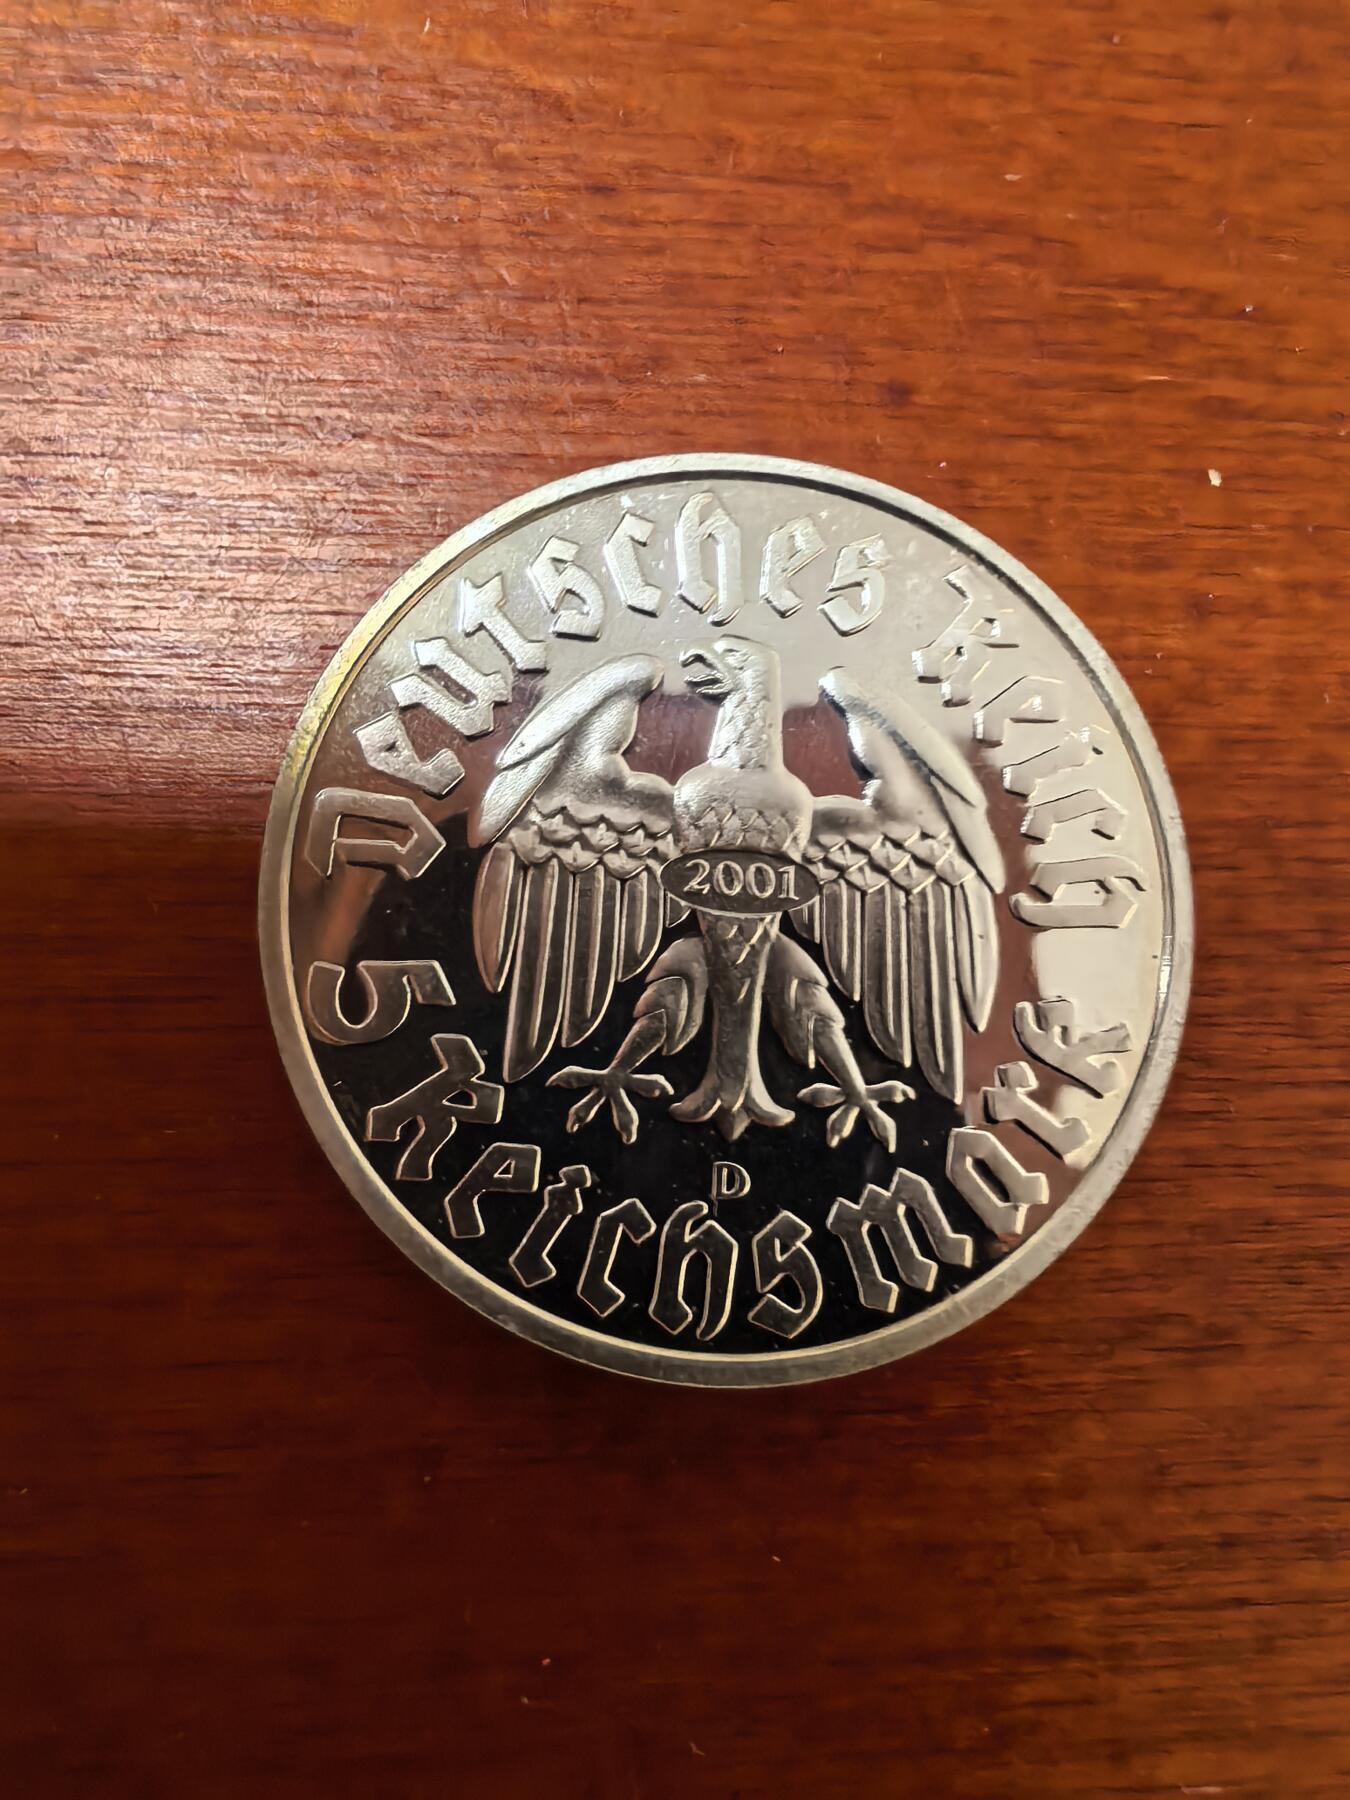 Deutsches Reich
2001
D
5 Reichsmark